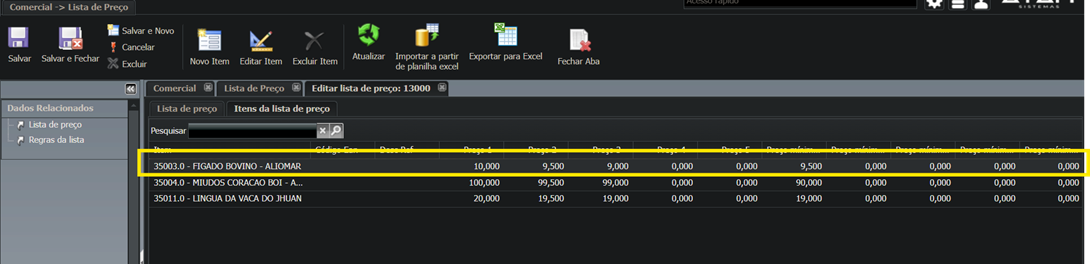 Comercial -> Lista de Preço
Acesso rápido
SISTEMAS
Salvar
Salvar e Fechar
Salvar e Novo
Cancelar
Excluir
Novo Item
Editar Item
Excluir Item
Atualizar
Importar a partir
de planilha excel
Exportar para Excel
Fechar Aba
Comercial
Lista de Preço
Editar lista de preço: 13000
Dados Relacionados
Lista de preço
Regras da lista
Lista de preço
Itens da lista de preço
Pesquisar
Item Código Ean Desc Ref Preço 1 Preço 2 Preço 3 Preço 4 Preço 5 Preço mínim... Preço mínim... Preço mínim... Preço mínim... Preço mínim...
35003.0 - FIGADO BOVINO - ALIOMAR 10,000 9,500 9,000 0,000 0,000 9,500 0,000 0,000 0,000 0,000
35004.0 - MIUDOS CORACAO BOI - A... 100,000 99,500 99,000 0,000 0,000 90,000 0,000 0,000 0,000 0,000
35011.0 - LINGUA DA VACA DO JHUAN 20,000 19,500 19,000 0,000 0,000 19,000 0,000 0,000 0,000 0,000